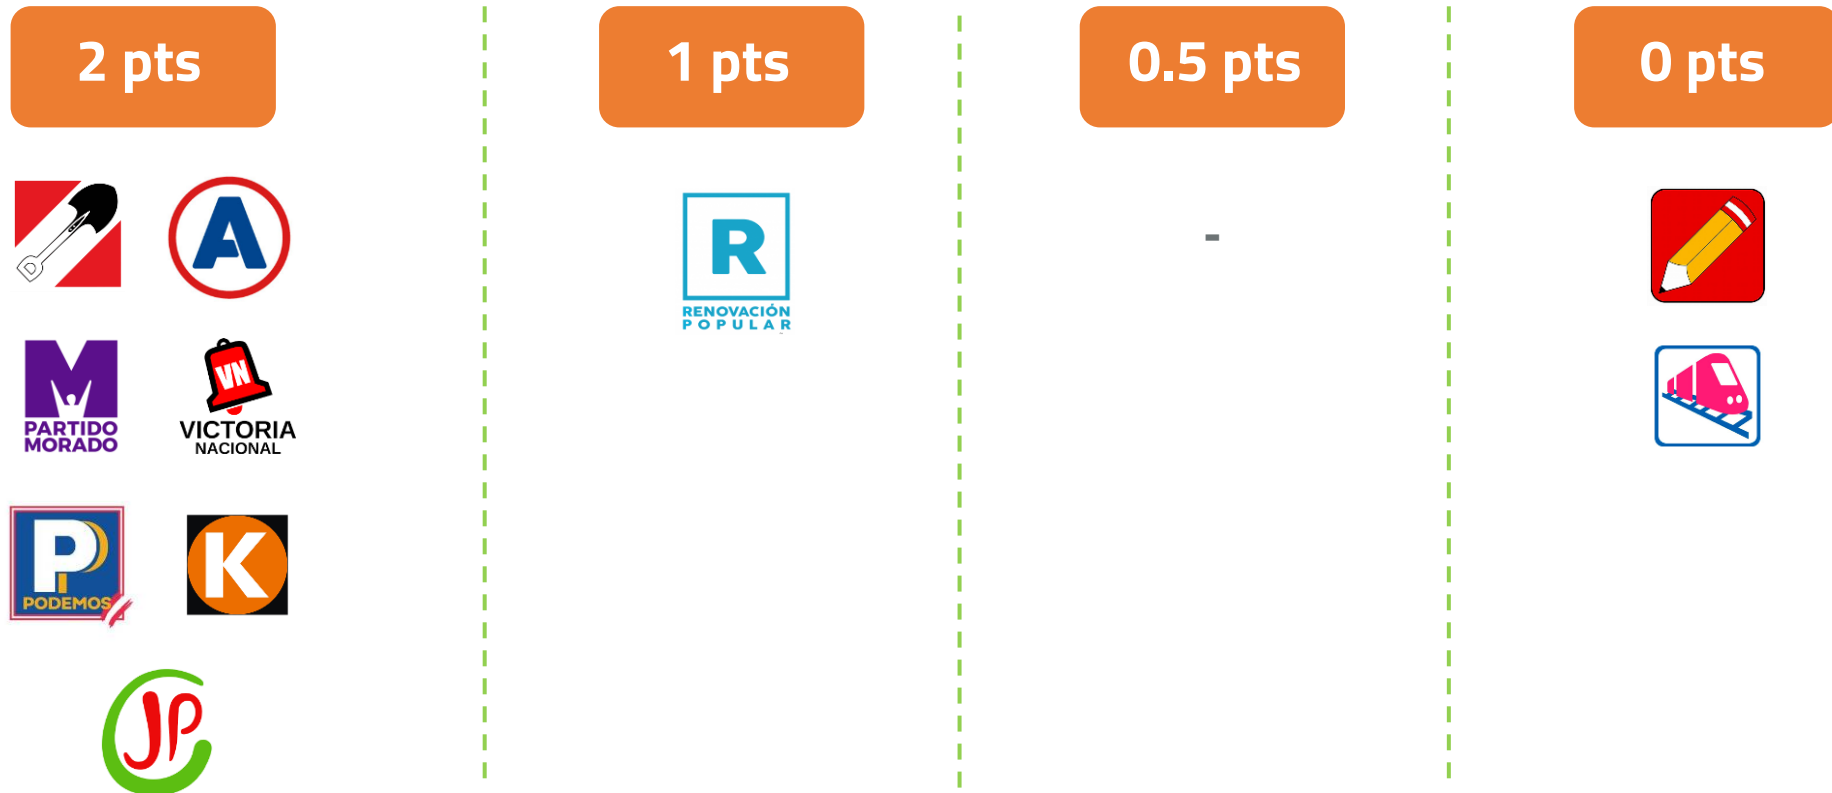 2 pts
1 pts
0.5 pts
0 pts
A
R
RENOVACIÓN
POPULAR
-
M
PARTIDO
MORADO
VN
VICTORIA
NACIONAL
P
PODEMOS
K
JP